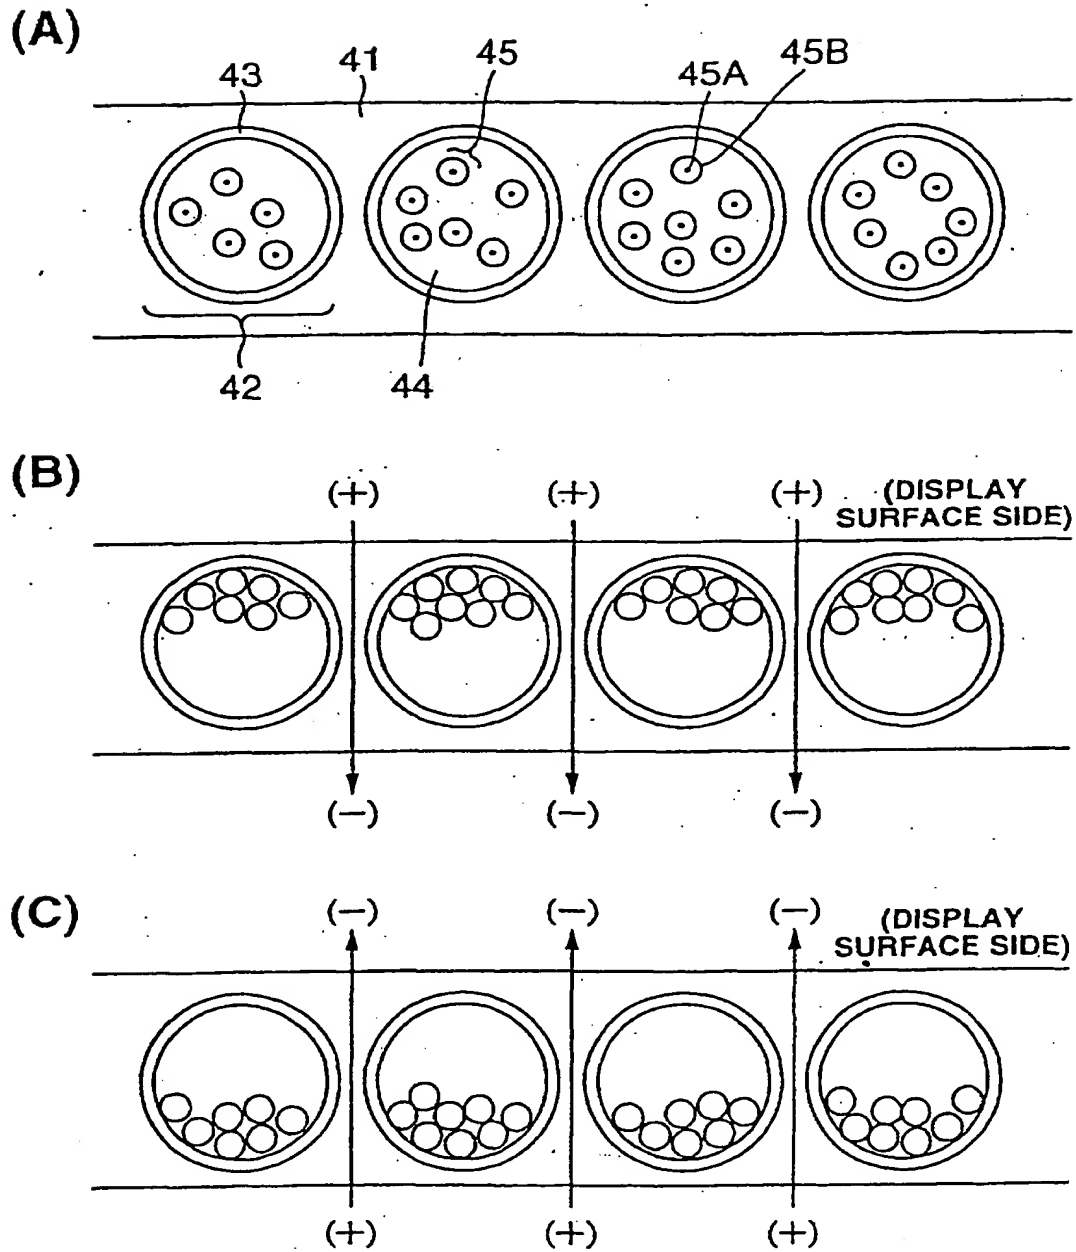 (A)
43
41
45
45A
45B
42
44
(B)
(+)
(+)
(+)
(DISPLAY
SURFACE SIDE)
(−)
(−)
(−)
(C)
(−)
(−)
(−)
(DISPLAY
SURFACE SIDE)
(+)
(+)
(+)